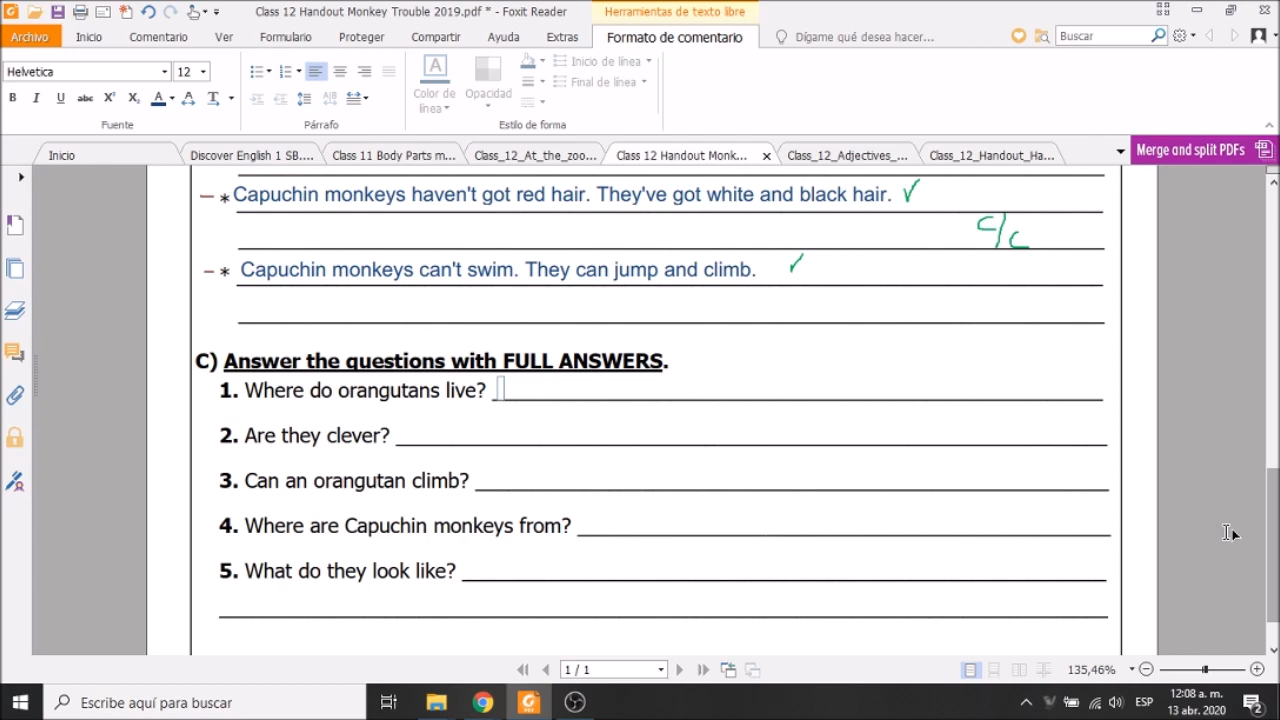 Class 12 Handout Monkey Trouble 2019.pdf * - Foxit Reader
Herramientas de texto libre
Archivo Inicio Comentario Ver Formulario Proteger Compartir Ayuda Extras Formato de comentario Dígame qué desea hacer... Buscar
Helvetica 12
Inicio de línea
Final de línea
Color de línea
Opacidad
Fuente Párrafo Estilo de forma
Inicio Discover English 1 SB.... Class 11 Body Parts m... Class_12_At_the_zoo... Class 12 Handout Monk... Class_12_Adjectives_... Class_12_Handout_Ha... Merge and split PDFs
– * Capuchin monkeys haven't got red hair. They've got white and black hair. ✓
C/C
– * Capuchin monkeys can't swim. They can jump and climb. ✓
C) Answer the questions with FULL ANSWERS.
1. Where do orangutans live?
2. Are they clever?
3. Can an orangutan climb?
4. Where are Capuchin monkeys from?
5. What do they look like?
1 / 1 135,46%
Escribe aquí para buscar
ESP
12:08 a. m.
13 abr. 2020
2